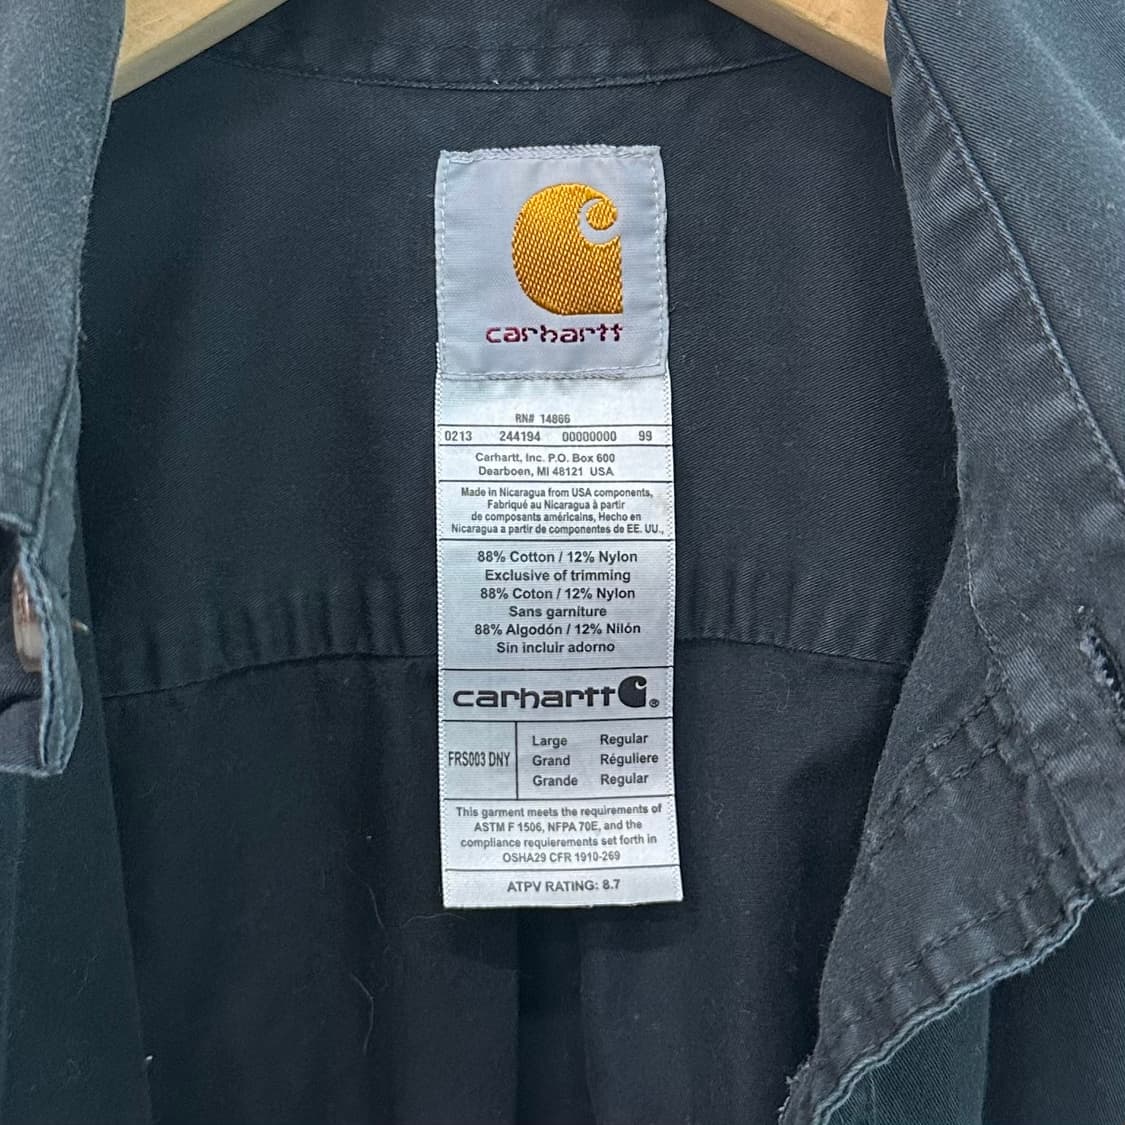 carhartt
RN# 14866
0213 244194 00000000 99
Carhartt, Inc. P.O. Box 600
Dearboen, MI 48121 USA
Made in Nicaragua from USA components,
Fabriqué au Nicaragua à partir
de composants américains, Hecho en
Nicaragua a partir de componentes de EE. UU.,
88% Cotton / 12% Nylon
Exclusive of trimming
88% Coton / 12% Nylon
Sans garniture
88% Algodón / 12% Nilón
Sin incluir adorno
carhartt ®
FRS003 DNY
Large Regular
Grand Réguliere
Grande Regular
This garment meets the requirements of
ASTM F 1506, NFPA 70E, and the
compliance requierements set forth in
OSHA29 CFR 1910-269
ATPV RATING: 8.7